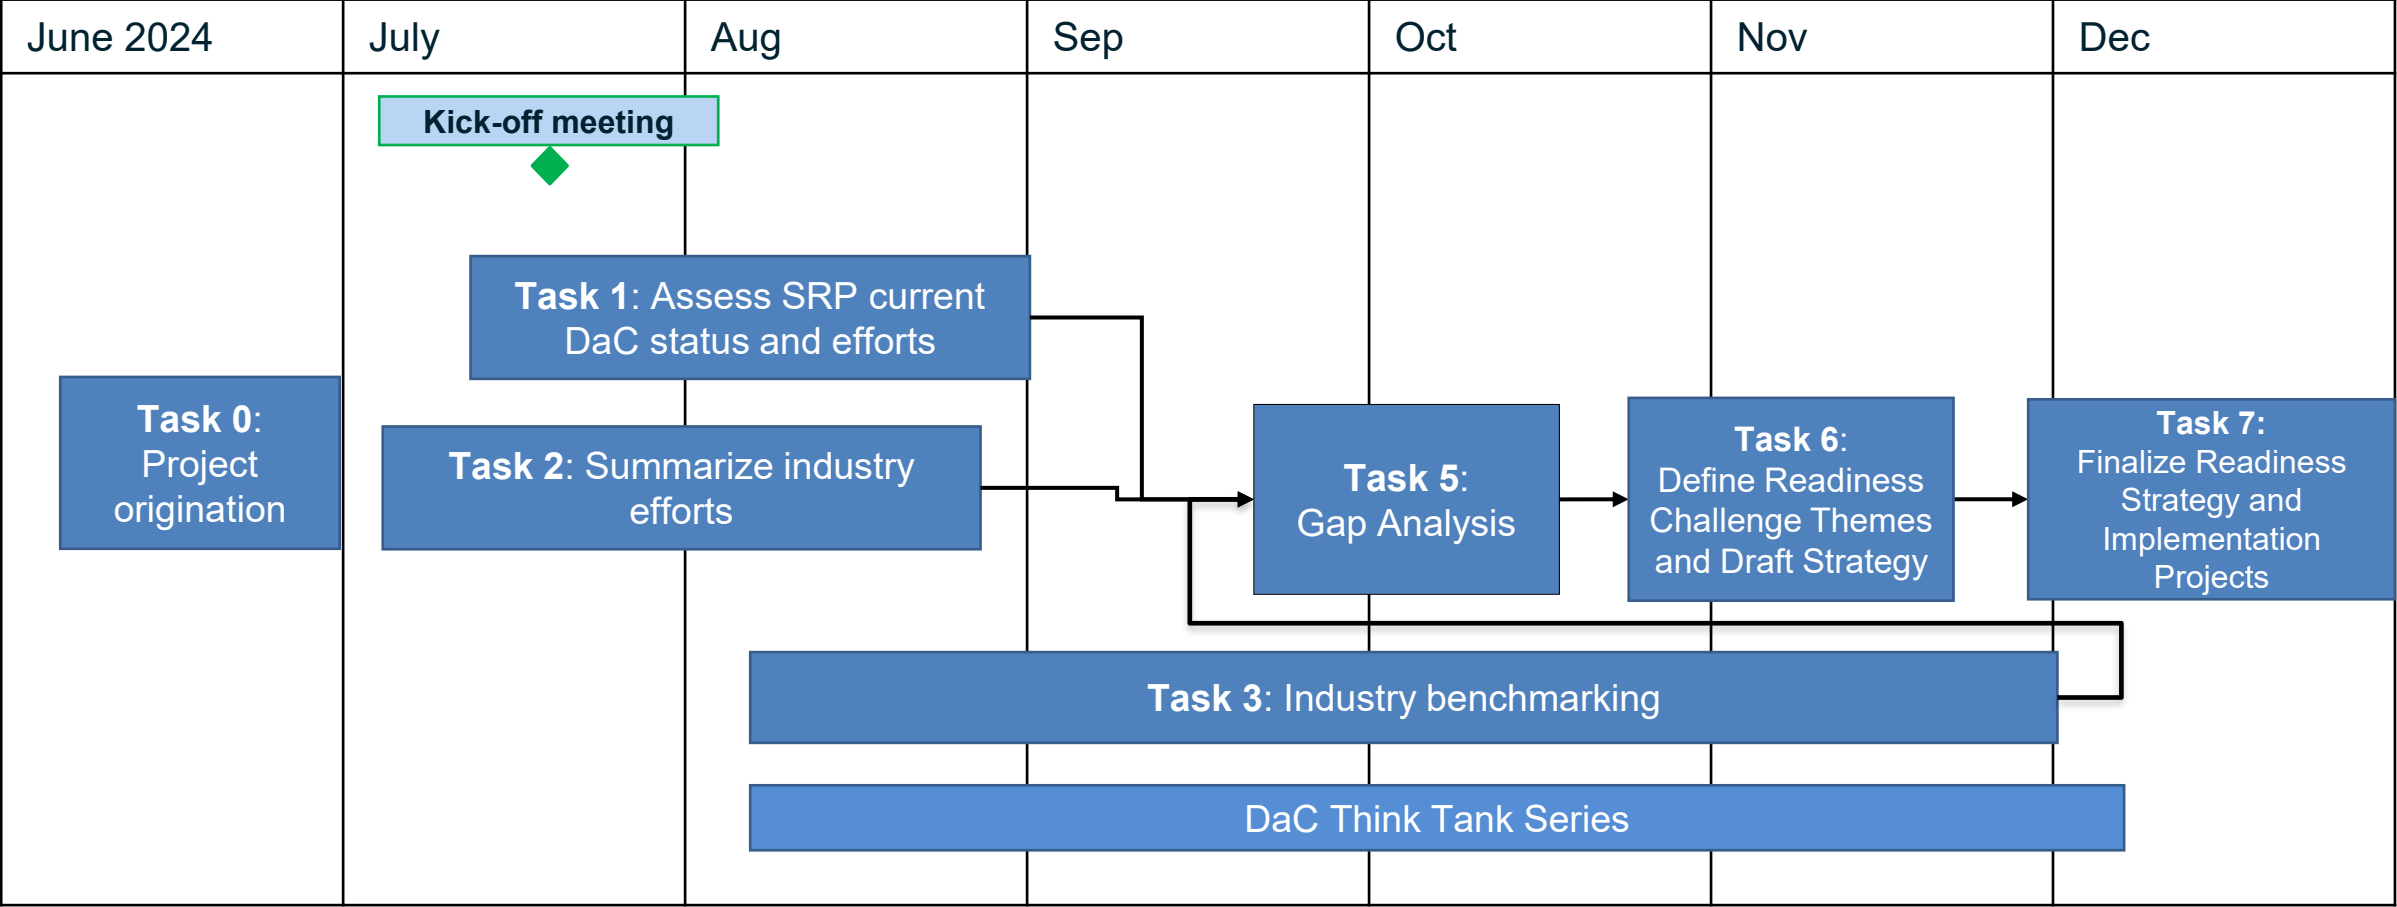 June 2024
July
Aug
Sep
Oct
Nov
Dec
Kick-off meeting
Task 1: Assess SRP current
DaC status and efforts
Task 0:
Project
origination
Task 2: Summarize industry
efforts
Task 5:
Gap Analysis
Task 6:
Define Readiness
Challenge Themes
and Draft Strategy
Task 7:
Finalize Readiness
Strategy and
Implementation
Projects
Task 3: Industry benchmarking
DaC Think Tank Series